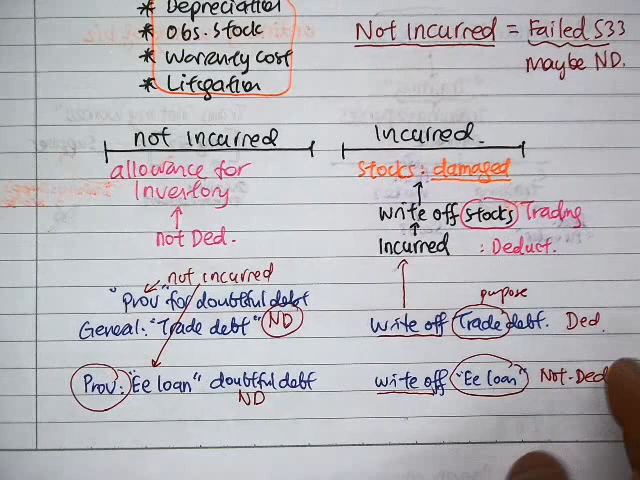 * Depreciation
* Obs. Stock
* Warranty cost
* Litigation
Not Incurred = Failed S33
maybe ND.
not incurred
allowance for
Inventory
not Ded.
not incurred
"Prov" for doubtful debt
General: "Trade debt" ND
Prov: "Ee loan" doubtful debt
ND
Incurred.
Stocks: damaged
write off stocks Trading
Incurred : Deduct.
purpose
write off Trade debt. Ded.
write off "Ee loan" Not-Ded